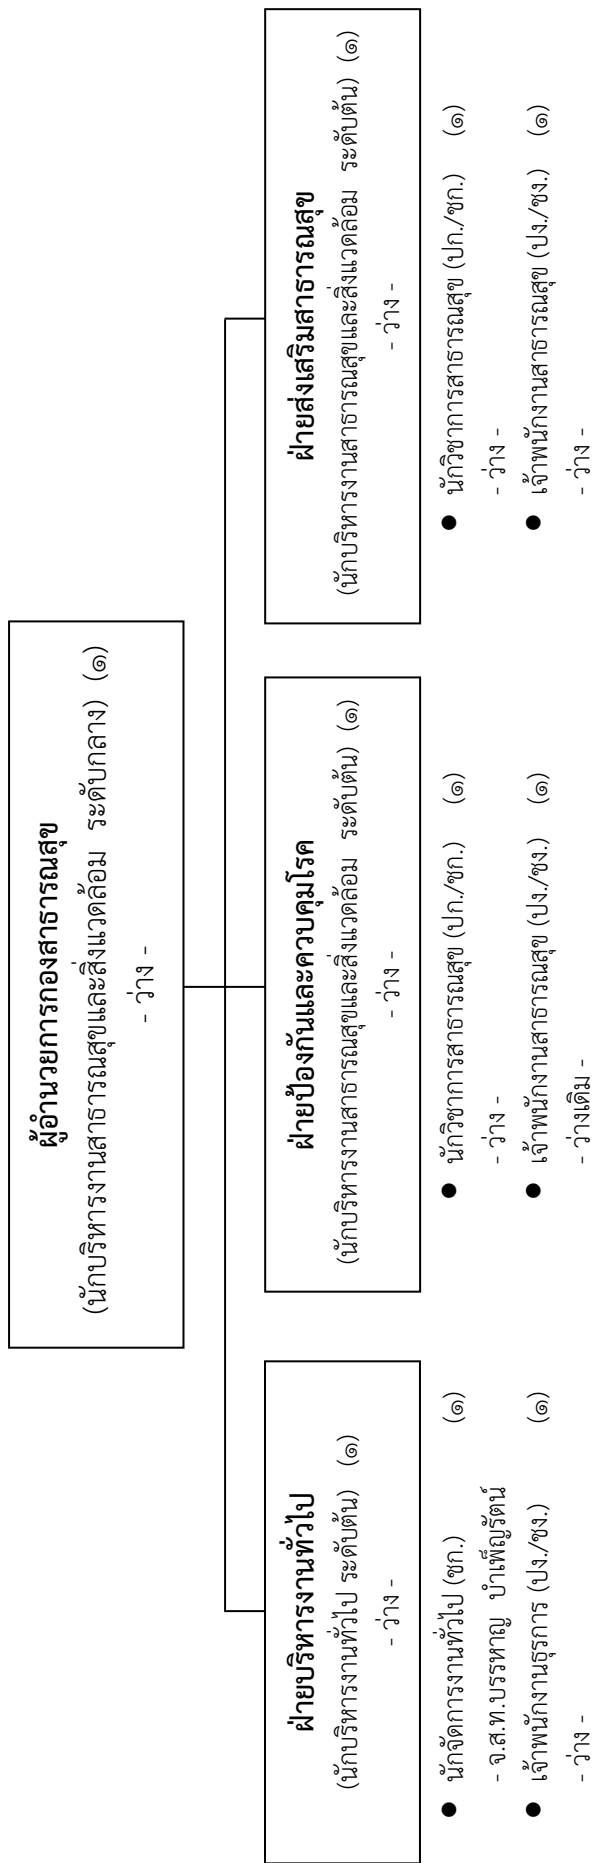 ผู้อำนวยการกองสาธารณสุข
(นักบริหารงานสาธารณสุขและสิ่งแวดล้อม ระดับกลาง) (๑)
- ว่าง -
ฝ่ายบริหารงานทั่วไป
(นักบริหารงานทั่วไป ระดับต้น) (๑)
- ว่าง -
● นักจัดการงานทั่วไป (ชก.) (๑)
- จ.ส.ท.บรรหาญ บำเพ็ญรัตน์
● เจ้าพนักงานธุรการ (ปง./ชง.) (๑)
- ว่าง -
ฝ่ายป้องกันและควบคุมโรค
(นักบริหารงานสาธารณสุขและสิ่งแวดล้อม ระดับต้น) (๑)
- ว่าง -
● นักวิชาการสาธารณสุข (ปก./ชก.) (๑)
- ว่าง -
● เจ้าพนักงานสาธารณสุข (ปง./ชง.) (๑)
- ว่างเดิม -
ฝ่ายส่งเสริมสาธารณสุข
(นักบริหารงานสาธารณสุขและสิ่งแวดล้อม ระดับต้น) (๑)
- ว่าง -
● นักวิชาการสาธารณสุข (ปก./ชก.) (๑)
- ว่าง -
● เจ้าพนักงานสาธารณสุข (ปง./ชง.) (๑)
- ว่าง -